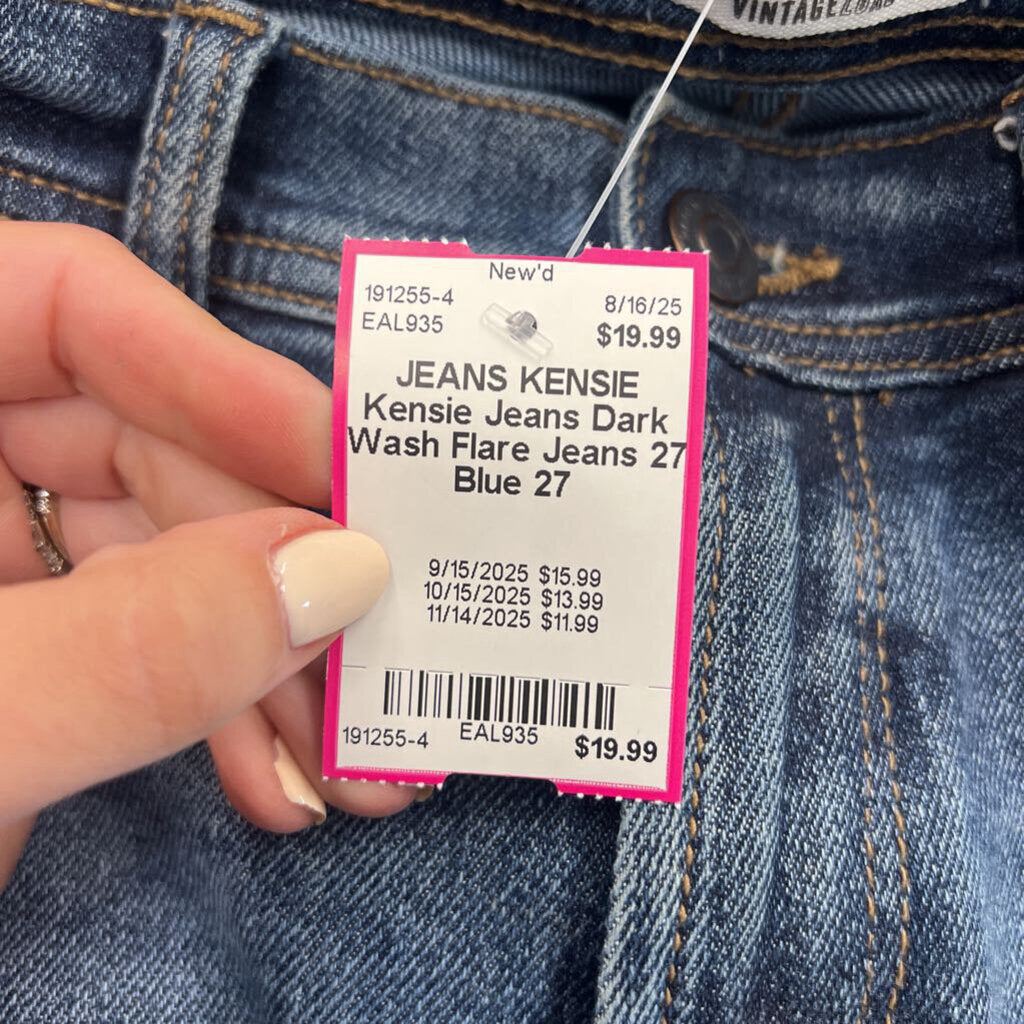 VINTAGE
New'd
191255-4
8/16/25
EAL935
$19.99
JEANS KENSIE
Kensie Jeans Dark
Wash Flare Jeans 27
Blue 27
9/15/2025 $15.99
10/15/2025 $13.99
11/14/2025 $11.99
191255-4
EAL935
$19.99